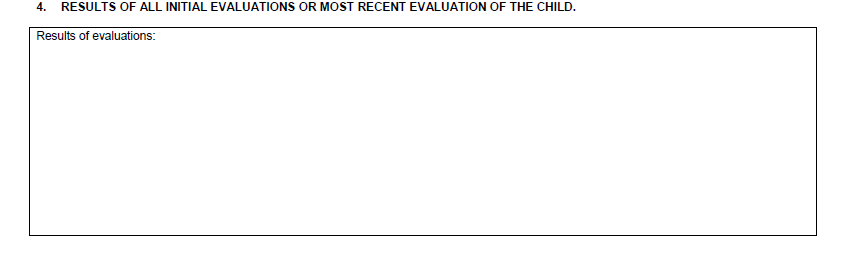 4. RESULTS OF ALL INITIAL EVALUATIONS OR MOST RECENT EVALUATION OF THE CHILD.
Results of evaluations: